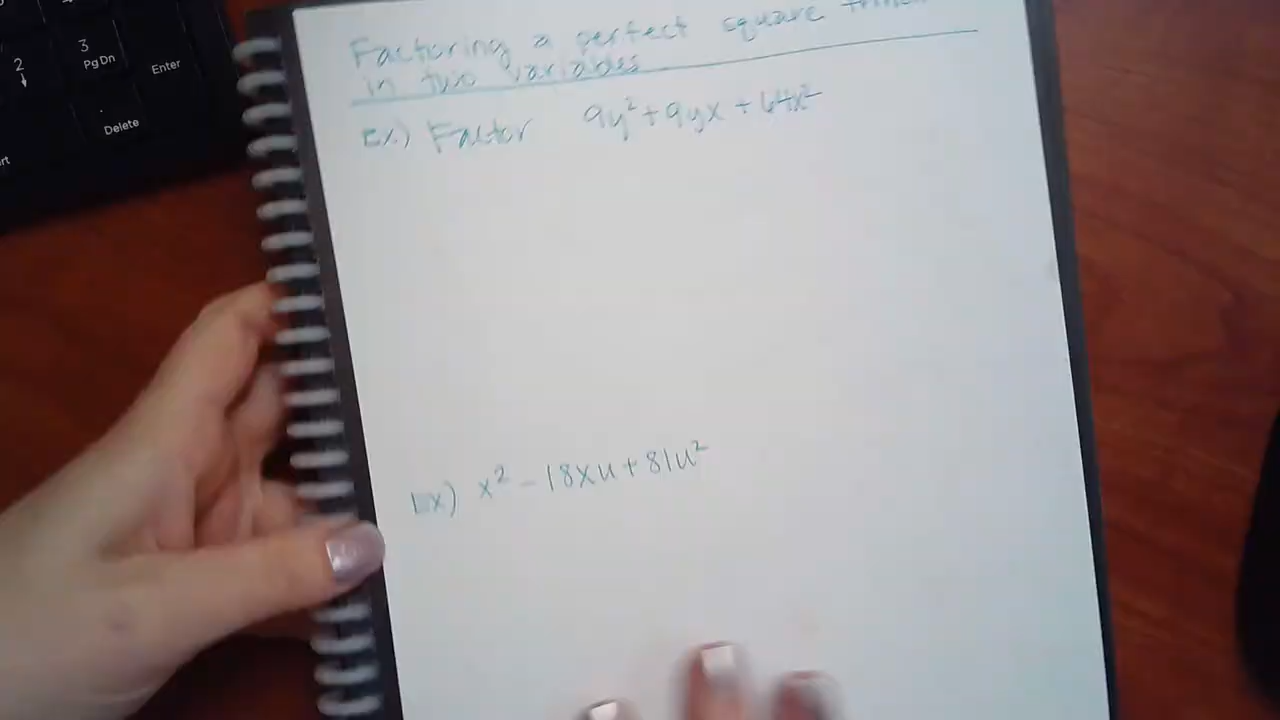 2
3
PgDn
Enter
Delete
Factoring a perfect square
in two variables
Ex.) Factor 9y² + 9yx + 64x²
Ex) x² - 18xu + 81u²